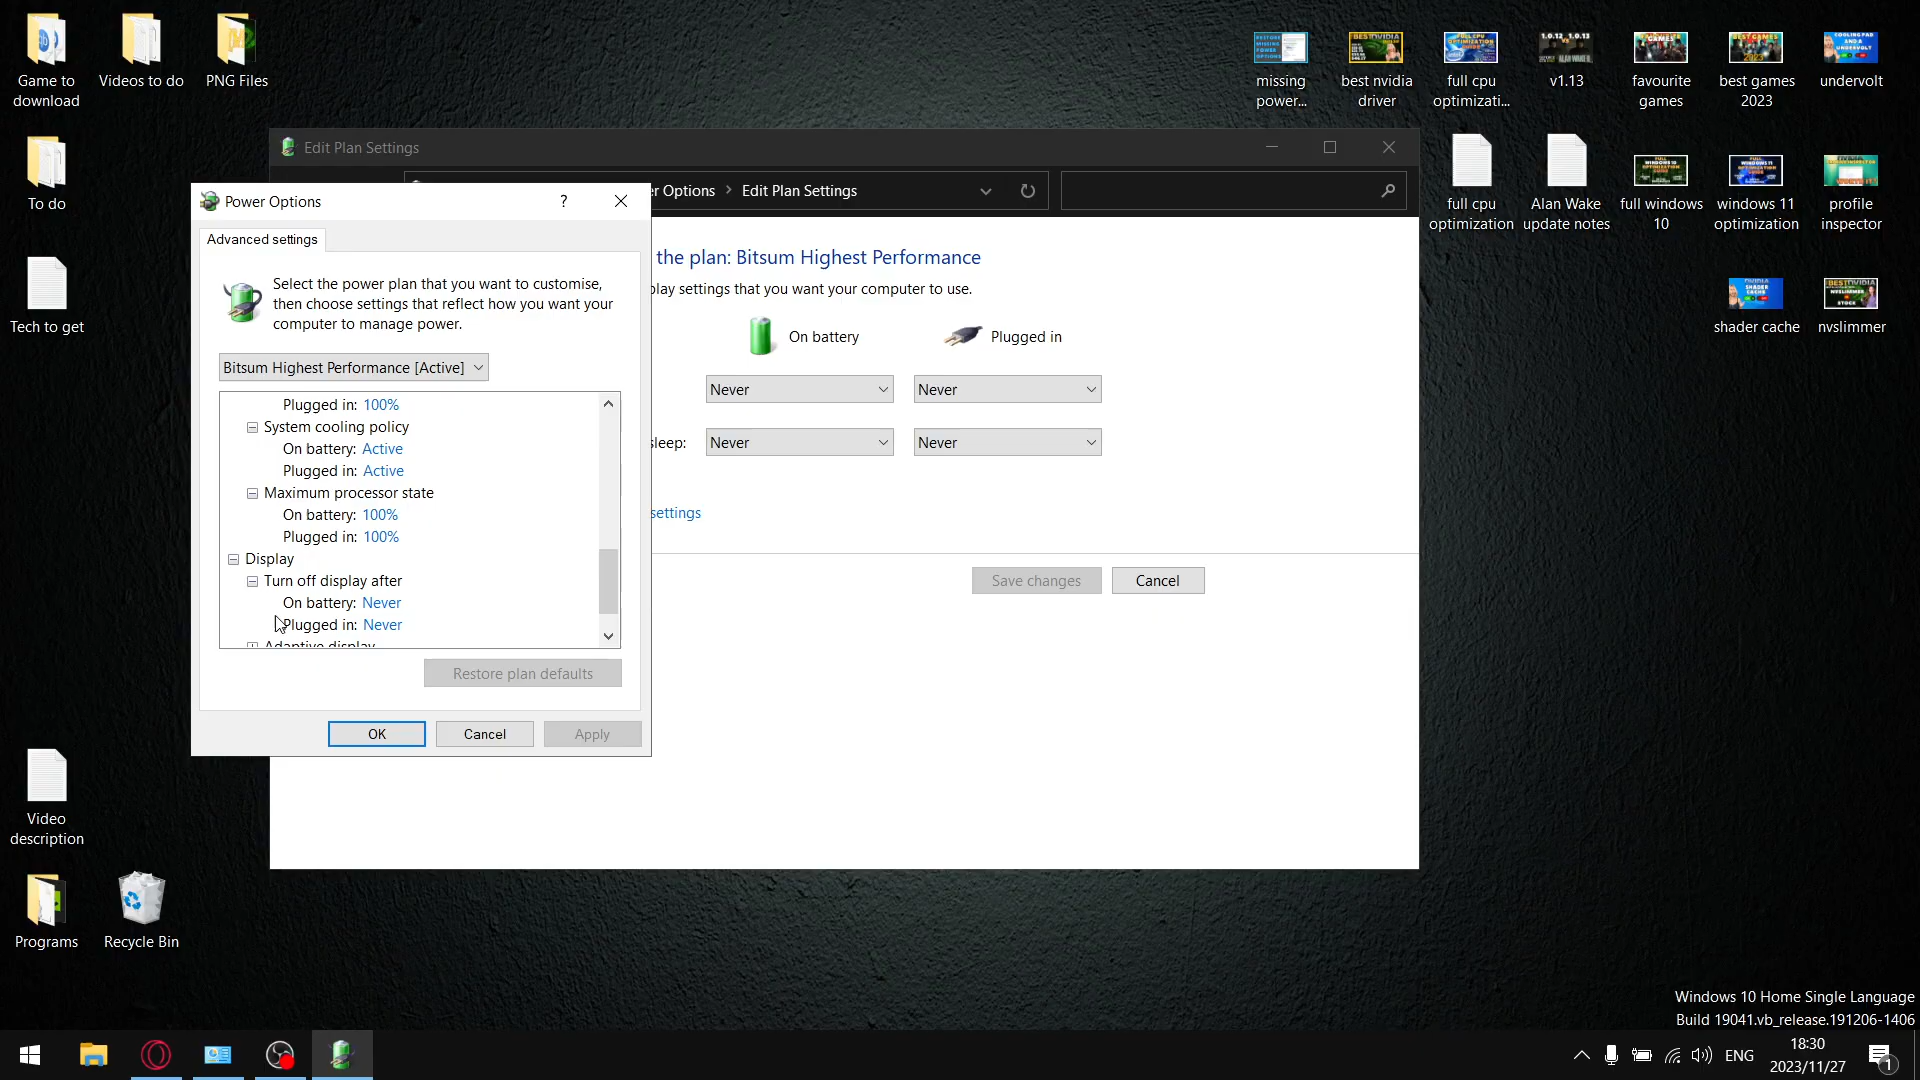 Game to
download
Videos to do
PNG Files
missing
power...
best nvidia
driver
full cpu
optimizati...
v1.13
favourite
games
best games
2023
undervolt
To do
full cpu
optimization
Alan Wake
update notes
full windows
10
windows 11
optimization
profile
inspector
Tech to get
shader cache
nvslimmer
Edit Plan Settings
er Options
Edit Plan Settings
the plan: Bitsum Highest Performance
play settings that you want your computer to use.
On battery
Plugged in
Never
Never
sleep:
Never
Never
settings
Save changes
Cancel
Power Options
?
Advanced settings
Select the power plan that you want to customise,
then choose settings that reflect how you want your
computer to manage power.
Bitsum Highest Performance [Active]
Plugged in: 100%
System cooling policy
On battery: Active
Plugged in: Active
Maximum processor state
On battery: 100%
Plugged in: 100%
Display
Turn off display after
On battery: Never
Plugged in: Never
Adaptive display
Restore plan defaults
OK
Cancel
Apply
Video
description
Programs
Recycle Bin
Windows 10 Home Single Language
Build 19041.vb_release.191206-1406
ENG
18:30
2023/11/27
1